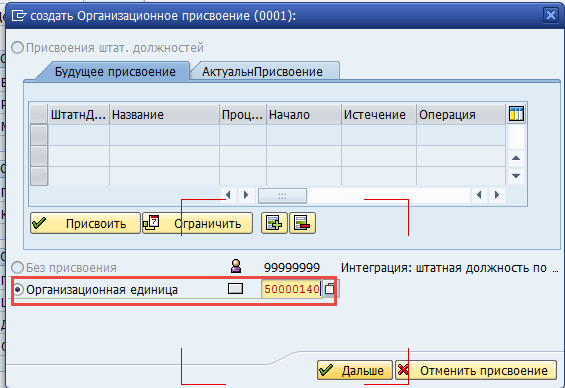 создать Организационное присвоение (0001):
Присвоения штат. должностей
Будущее присвоение АктуальнПрисвоение
ШтатнД... Название Проц... Начало Истечение Операция
Присвоить Ограничить
Без присвоения 99999999 Интеграция: штатная должность по ...
Организационная единица 50000140
Дальше Отменить присвоение